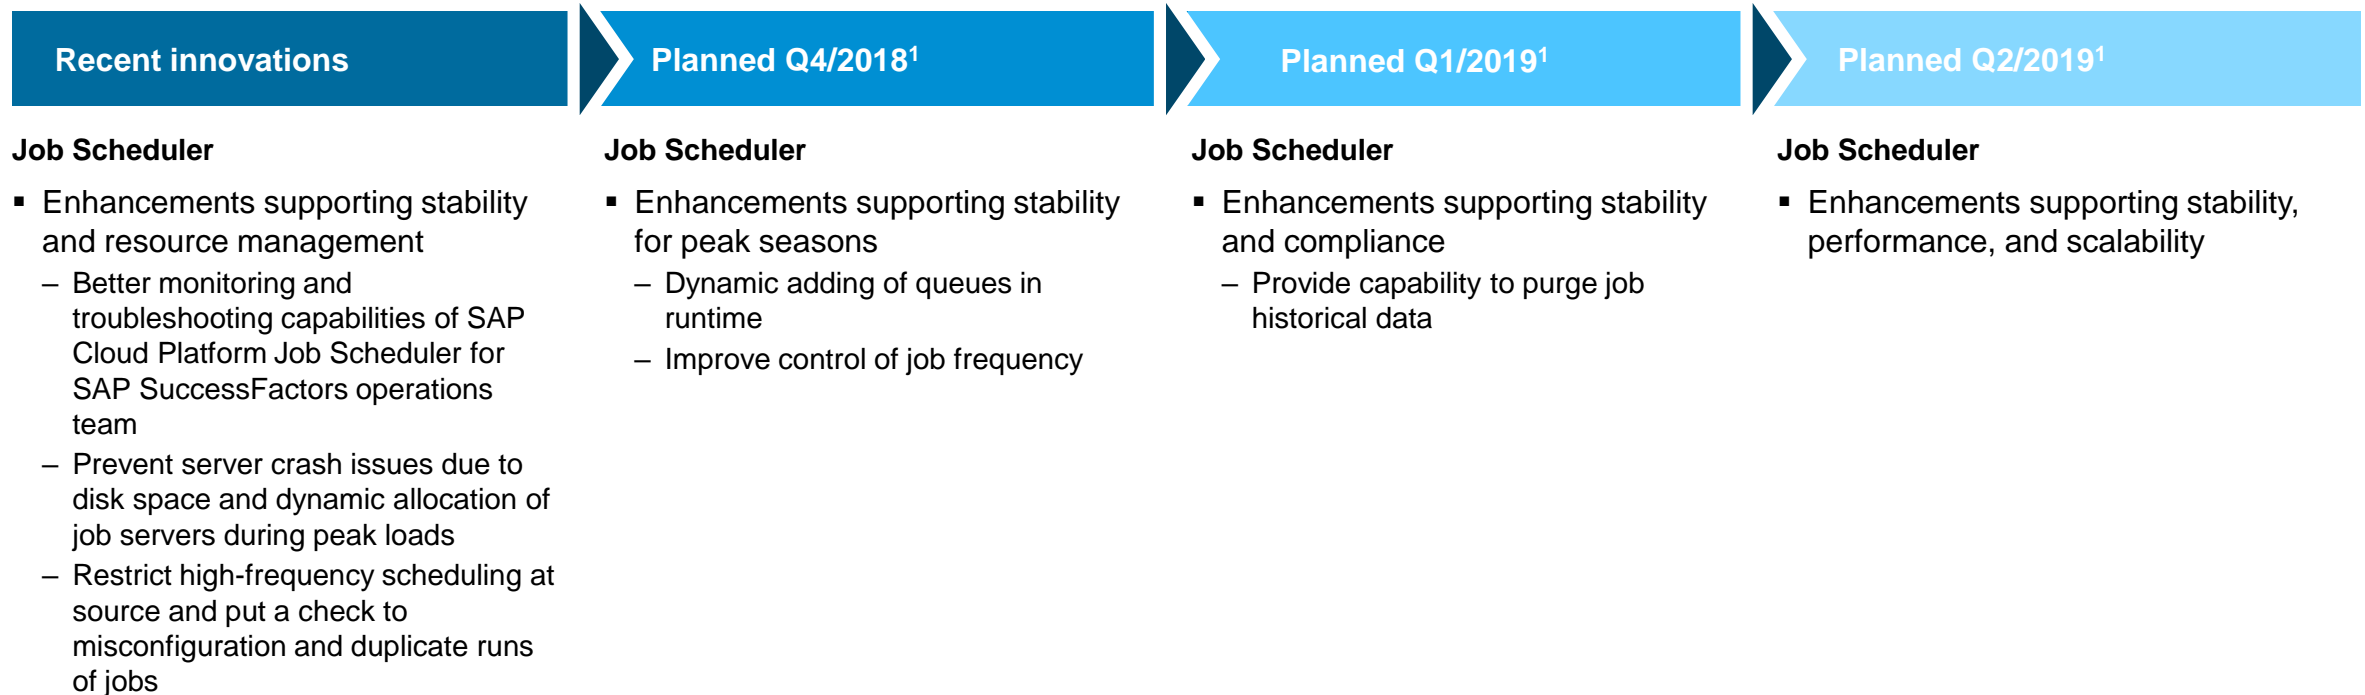 Recent innovations
Planned Q4/2018¹
Planned Q1/2019¹
Planned Q2/2019¹
Job Scheduler
▪ Enhancements supporting stability
and resource management
– Better monitoring and
troubleshooting capabilities of SAP
Cloud Platform Job Scheduler for
SAP SuccessFactors operations
team
– Prevent server crash issues due to
disk space and dynamic allocation of
job servers during peak loads
– Restrict high-frequency scheduling at
source and put a check to
misconfiguration and duplicate runs
of jobs
Job Scheduler
▪ Enhancements supporting stability
for peak seasons
– Dynamic adding of queues in
runtime
– Improve control of job frequency
Job Scheduler
▪ Enhancements supporting stability
and compliance
– Provide capability to purge job
historical data
Job Scheduler
▪ Enhancements supporting stability,
performance, and scalability